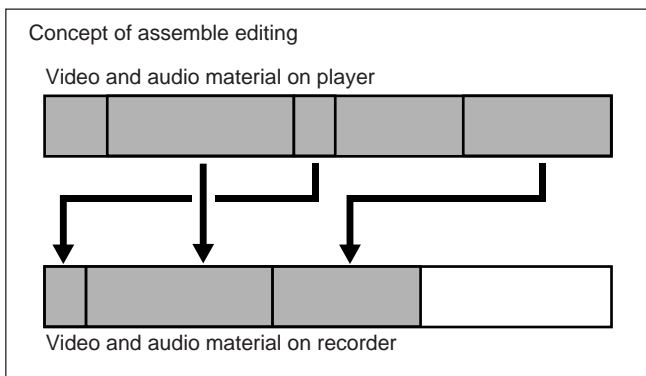 Concept of assemble editing
Video and audio material on player
Video and audio material on recorder